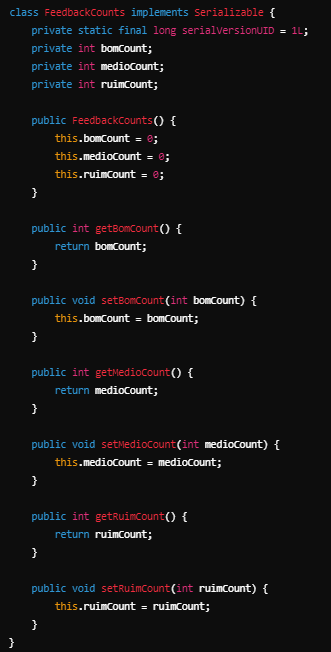 class FeedbackCounts implements Serializable {
    private static final long serialVersionUID = 1L;
    private int bomCount;
    private int medioCount;
    private int ruimCount;

    public FeedbackCounts() {
        this.bomCount = 0;
        this.medioCount = 0;
        this.ruimCount = 0;
    }

    public int getBomCount() {
        return bomCount;
    }

    public void setBomCount(int bomCount) {
        this.bomCount = bomCount;
    }

    public int getMedioCount() {
        return medioCount;
    }

    public void setMedioCount(int medioCount) {
        this.medioCount = medioCount;
    }

    public int getRuimCount() {
        return ruimCount;
    }

    public void setRuimCount(int ruimCount) {
        this.ruimCount = ruimCount;
    }
}